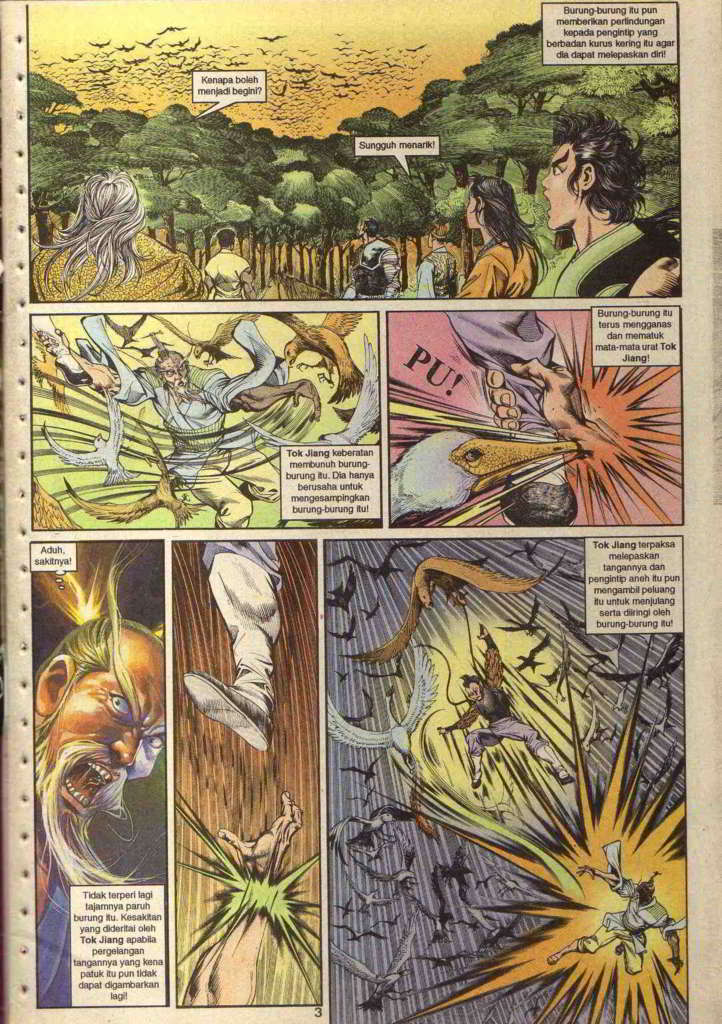 Burung-burung itu pun
memberikan perlindungan
kepada pengintip yang
berbadan kurus kering itu agar
dia dapat melepaskan diri!
Kenapa boleh
menjadi begini?
Sungguh menarik!
Tok Jiang keberatan
membunuh burung-
burung itu. Dia hanya
berusaha untuk
mengesampingkan
burung-burung itu!
PU!
Burung-burung itu
terus mengganas
dan mematuk
mata-mata urat Tok
Jiang!
Aduh,
sakitnya!
Tidak terperi lagi
tajamnya paruh
burung itu. Kesakitan
yang dideritai oleh
Tok Jiang apabila
pergelangan
tangannya yang kena
patuk itu pun tidak
dapat digambarkan
lagi!
Tok Jiang terpaksa
melepaskan
tangannya dan
pengintip aneh itu pun
mengambil peluang
itu untuk menjulang
serta diiringi oleh
burung-burung itu!
3